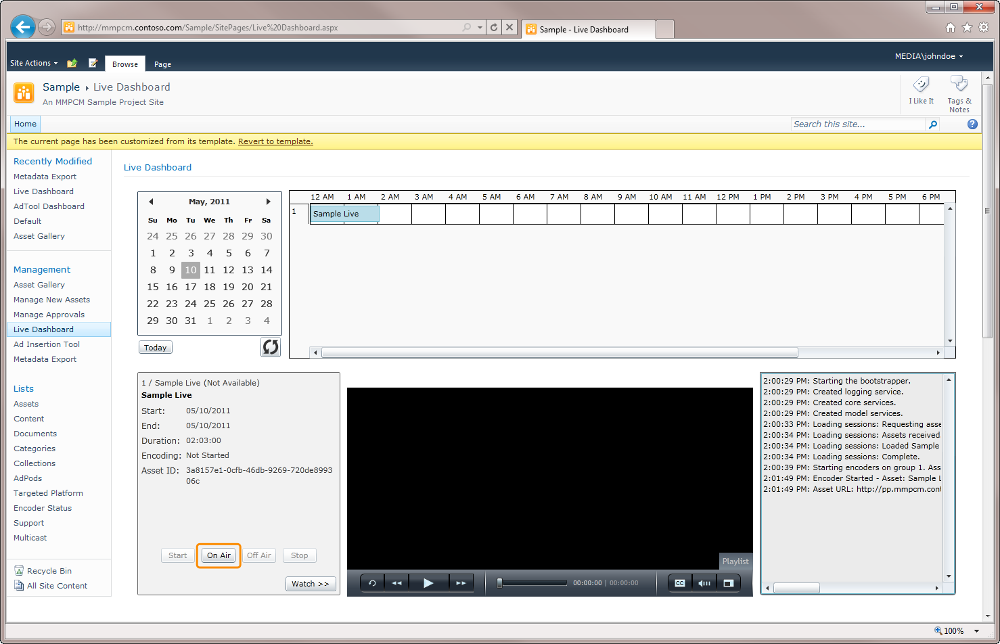 http://mmpcm.contoso.com/Sample/SitePages/Live%20Dashboard.aspx
Sample - Live Dashboard
Site Actions
Browse
Page
MEDIA\johndoe
Sample ▸ Live Dashboard
An MMPCM Sample Project Site
I Like It
Tags &
Notes
Home
Search this site...
The current page has been customized from its template. Revert to template.
Recently Modified
Metadata Export
Live Dashboard
AdTool Dashboard
Default
Asset Gallery
Management
Asset Gallery
Manage New Assets
Manage Approvals
Live Dashboard
Ad Insertion Tool
Metadata Export
Lists
Assets
Content
Documents
Categories
Collections
AdPods
Targeted Platform
Encoder Status
Support
Multicast
Recycle Bin
All Site Content
Live Dashboard
May, 2011
Su Mo Tu We Th Fr Sa
24 25 26 27 28 29 30
1 2 3 4 5 6 7
8 9 10 11 12 13 14
15 16 17 18 19 20 21
22 23 24 25 26 27 28
29 30 31 1 2 3 4
Today
12 AM 1 AM 2 AM 3 AM 4 AM 5 AM 6 AM 7 AM 8 AM 9 AM 10 AM 11 AM 12 PM 1 PM 2 PM 3 PM 4 PM 5 PM 6 PM
1 Sample Live
1 / Sample Live (Not Available)
Sample Live
Start: 05/10/2011
End: 05/10/2011
Duration: 02:03:00
Encoding: Not Started
Asset ID: 3a8157e1-0cfb-46db-9269-720de8993
06c
Start On Air Off Air Stop
Watch >>
Playlist
00:00:00 | 00:00:00
CC
2:00:29 PM: Starting the bootstrapper.
2:00:29 PM: Created logging service.
2:00:29 PM: Created core services.
2:00:29 PM: Created model services.
2:00:33 PM: Loading sessions: Requesting asse
2:00:34 PM: Loading sessions: Assets received
2:00:34 PM: Loading sessions: Loaded Sample
2:00:34 PM: Loading sessions: Complete.
2:00:39 PM: Starting encoders on group 1. Ass
2:01:49 PM: Encoder Started - Asset: Sample L
2:01:49 PM: Asset URL: http://pp.mmpcm.con
100%